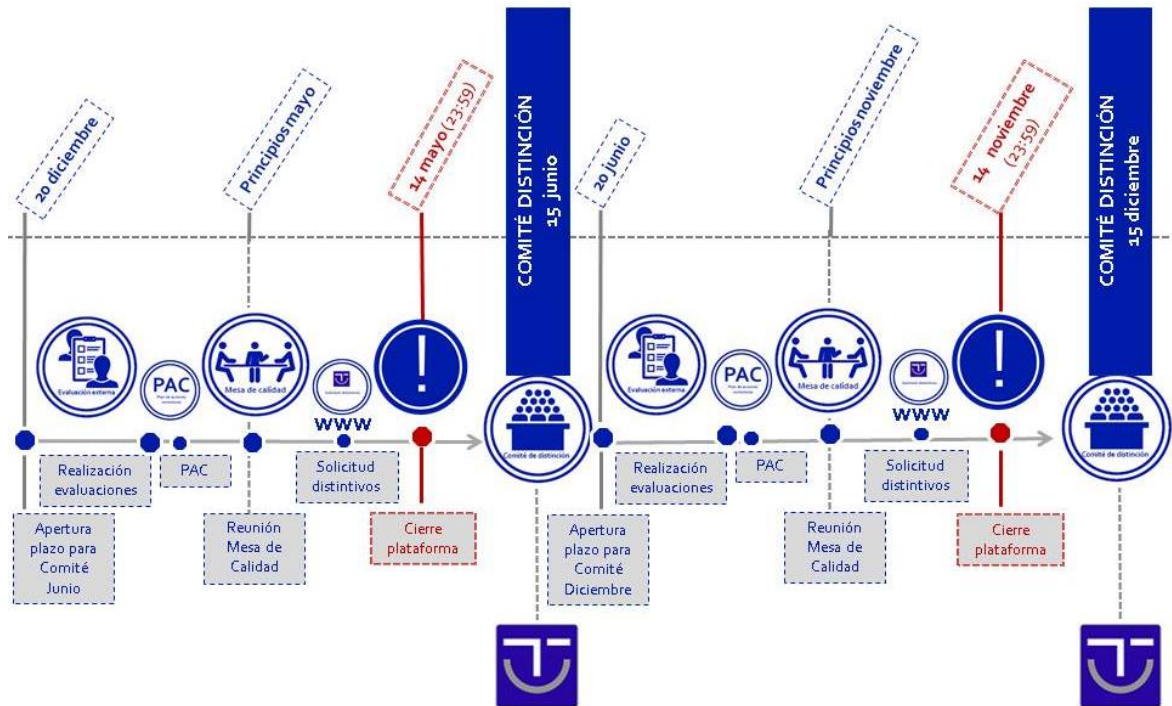 20 diciembre
Principios mayo
14 mayo (23:59)
COMITÉ DISTINCIÓN
15 junio
20 junio
Principios noviembre
14 noviembre
(23:59)
COMITÉ DISTINCIÓN
15 diciembre
Evaluación externa
PAC
Mesa de calidad
!
www
Comité de distinción
Evaluación externa
PAC
Mesa de calidad
!
www
Comité de distinción
Realización
evaluaciones
PAC
Solicitud
distintivos
Realización
evaluaciones
PAC
Solicitud
distintivos
Apertura
plazo para
Comité
Junio
Reunión
Mesa de
Calidad
Cierre
plataforma
Apertura
plazo para
Comité
Diciembre
Reunión
Mesa de
Calidad
Cierre
plataforma